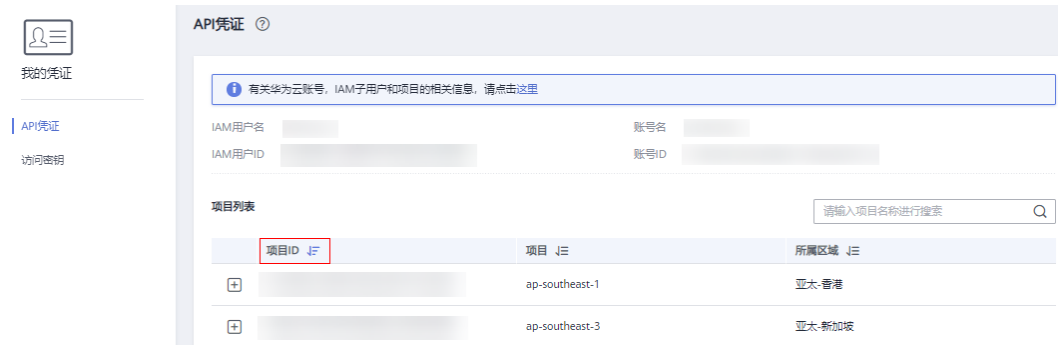 我的凭证
API凭证
访问密钥
API凭证
有关华为云账号，IAM子用户和项目的相关信息，请点击这里
IAM用户名
账号名
IAM用户ID
账号ID
项目列表
请输入项目名称进行搜索
项目ID 项目 所属区域
ap-southeast-1 亚太-香港
ap-southeast-3 亚太-新加坡